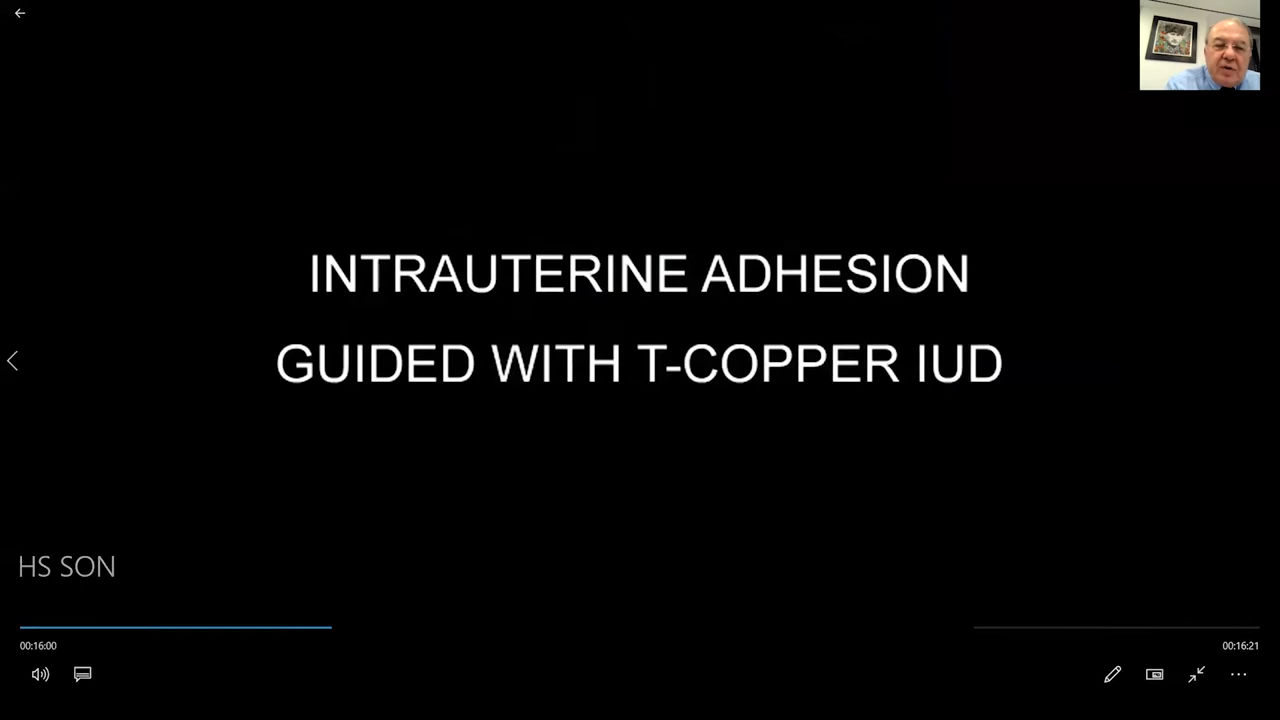 INTRAUTERINE ADHESION
GUIDED WITH T-COPPER IUD
HS SON
00:16:00
00:16:21